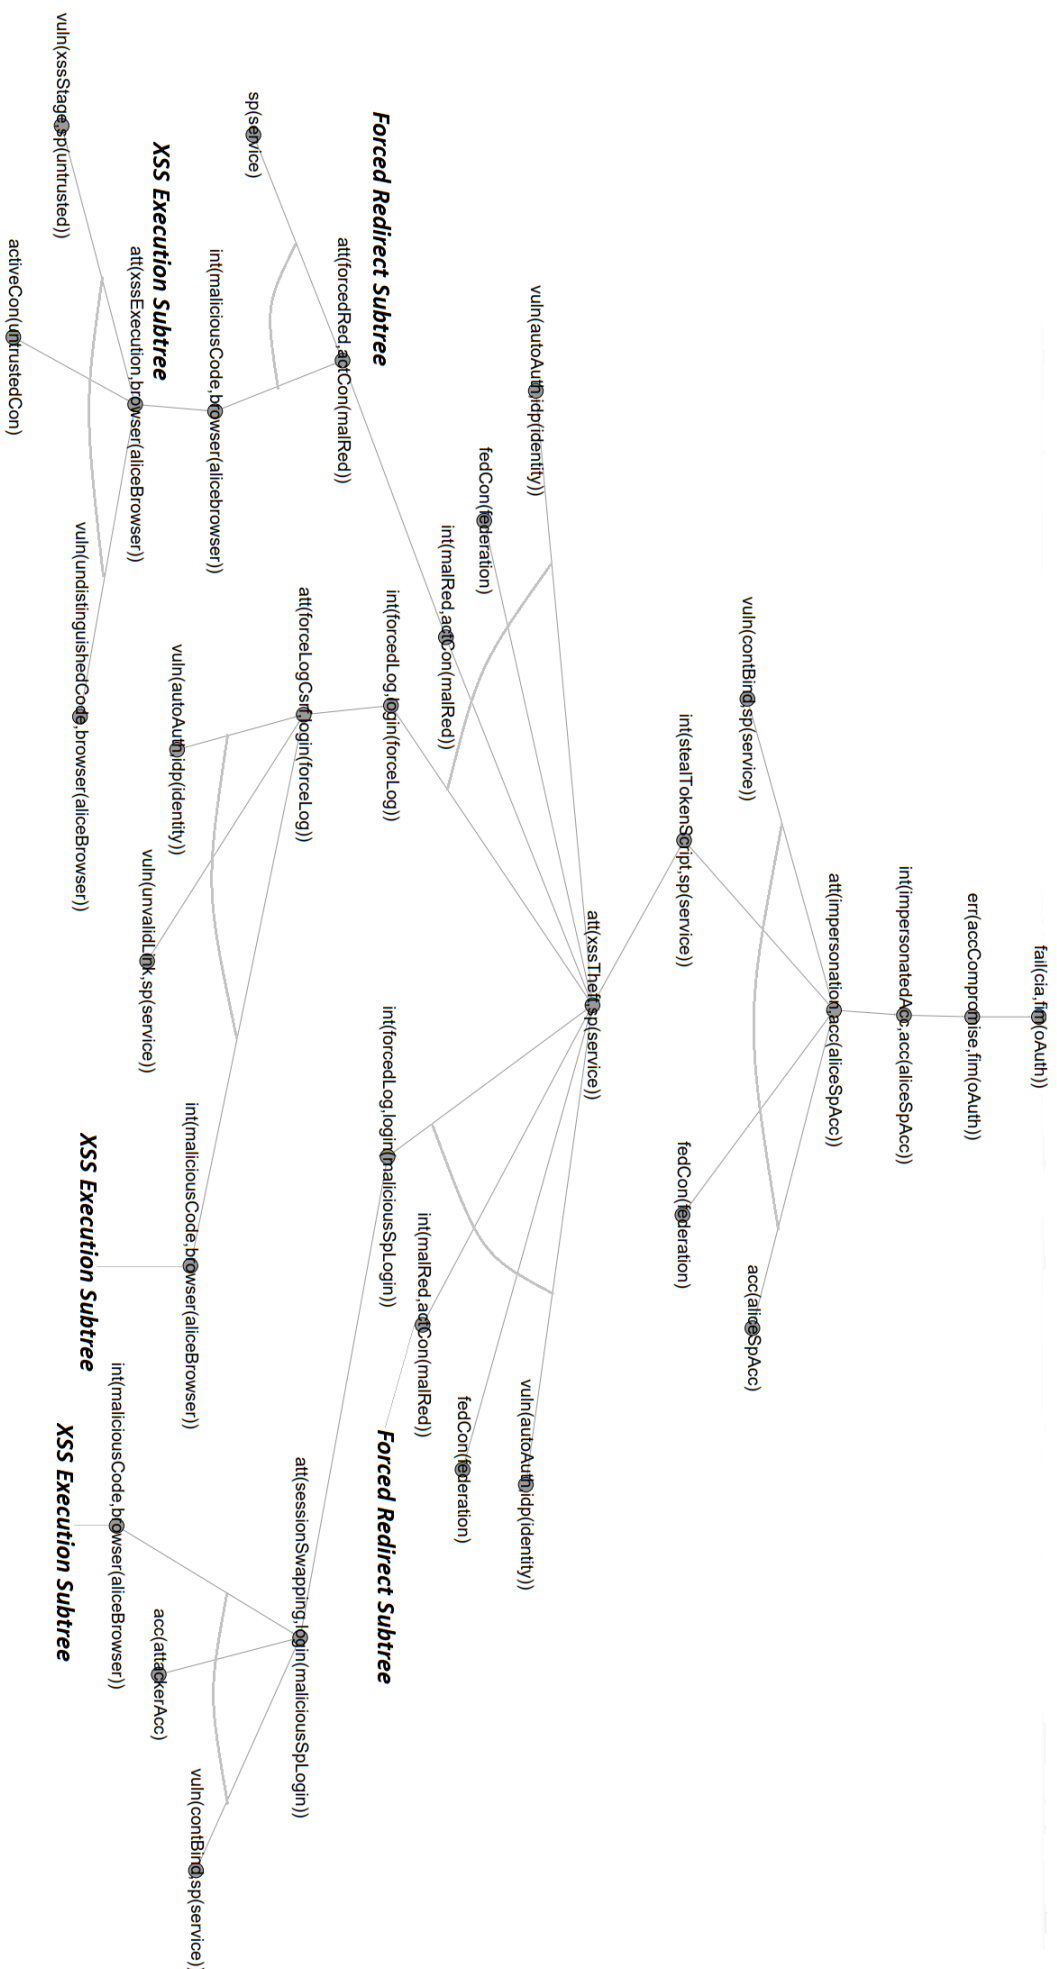 fail(cia,fim(oAuth))
err(accCompromise,fim(oAuth))
int(impersonatedAcc,acc(aliceSpAcc))
att(impersonation,acc(aliceSpAcc))
vuln(contBind,sp(service))
acc(aliceSpAcc)
int(stealTokenScript,sp(service))
fedCon(federation)
att(xssTheft,sp(service))
vuln(autoAuth,idp(identity))
vuln(autoAuth,idp(identity))
fedCon(federation)
fedCon(federation)
int(malRed,actCon(malRed))
int(malRed,actCon(malRed))
int(forcedLog,login(forceLog))
int(forcedLog,login(maliciousSpLogin))
Forced Redirect Subtree
Forced Redirect Subtree
att(forcedRed,actCon(malRed))
att(forceLogCsrf,login(forceLog))
att(sessionSwapping,login(maliciousSpLogin))
sp(service)
int(maliciousCode,browser(alicebrowser))
vuln(autoAuth,idp(identity))
int(maliciousCode,browser(aliceBrowser))
vuln(contBind,sp(service))
XSS Execution Subtree
att(xssExecution,browser(aliceBrowser))
vuln(unvalidLink,sp(service))
acc(attackerAcc)
int(maliciousCode,browser(aliceBrowser))
XSS Execution Subtree
XSS Execution Subtree
vuln(xssStage,sp(untrusted))
vuln(undistinguishedCode,browser(aliceBrowser))
activeCon(untrustedCon)